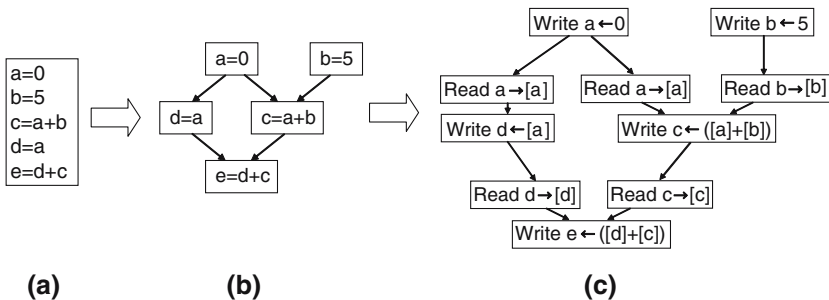 a=0
b=5
c=a+b
d=a
e=d+c
(a)
a=0
b=5
d=a
c=a+b
e=d+c
(b)
Write a←0
Write b←5
Read a→[a]
Read a→[a]
Read b→[b]
Write d←[a]
Write c←([a]+[b])
Read d→[d]
Read c→[c]
Write e←([d]+[c])
(c)